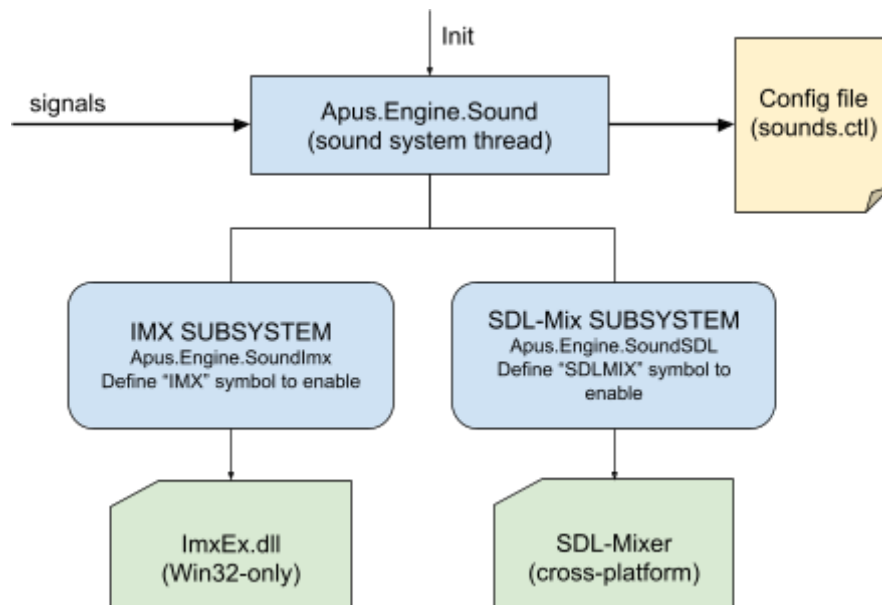 Init
signals
Apus.Engine.Sound
(sound system thread)
Config file
(sounds.ctl)
IMX SUBSYSTEM
Apus.Engine.SoundImx
Define “IMX” symbol to enable
SDL-Mix SUBSYSTEM
Apus.Engine.SoundSDL
Define “SDLMIX” symbol to
enable
ImxEx.dll
(Win32-only)
SDL-Mixer
(cross-platform)